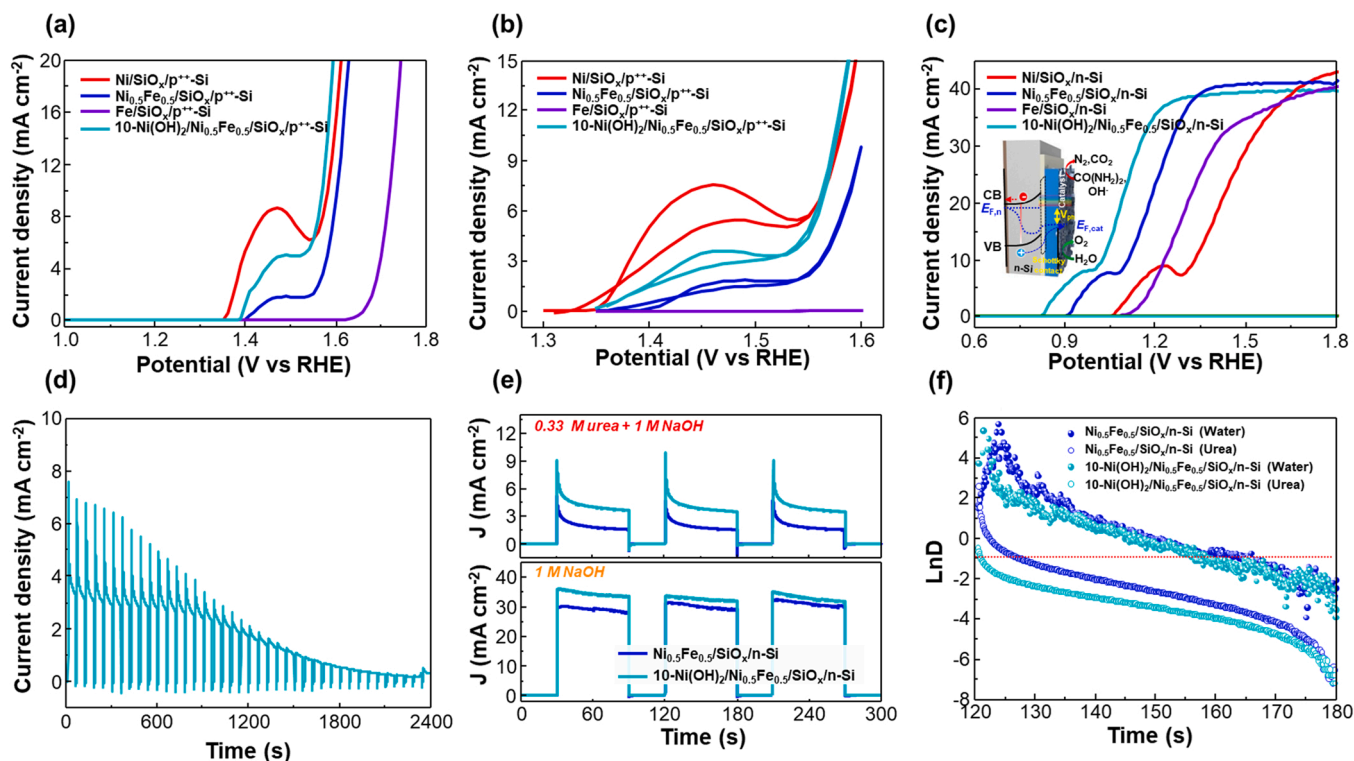 (a)
Current density (mA cm⁻²)
20
16
12
8
4
0
Ni/SiOₓ/p⁺⁺-Si
Ni₀.₅Fe₀.₅/SiOₓ/p⁺⁺-Si
Fe/SiOₓ/p⁺⁺-Si
10-Ni(OH)₂/Ni₀.₅Fe₀.₅/SiOₓ/p⁺⁺-Si
1.0 1.2 1.4 1.6 1.8
Potential (V vs RHE)
(b)
Current density (mA cm⁻²)
15
12
9
6
3
0
Ni/SiOₓ/p⁺⁺-Si
Ni₀.₅Fe₀.₅/SiOₓ/p⁺⁺-Si
Fe/SiOₓ/p⁺⁺-Si
10-Ni(OH)₂/Ni₀.₅Fe₀.₅/SiOₓ/p⁺⁺-Si
1.3 1.4 1.5 1.6
Potential (V vs RHE)
(c)
Current density (mA cm⁻²)
40
30
20
10
0
Ni/SiOₓ/n-Si
Ni₀.₅Fe₀.₅/SiOₓ/n-Si
Fe/SiOₓ/n-Si
10-Ni(OH)₂/Ni₀.₅Fe₀.₅/SiOₓ/n-Si
N₂,CO₂
CO(NH₂)₂,
OH⁻
Catalyst
CB
E_F,n
E_F,cat
VB
O₂
H₂O
n-Si
0.6 0.9 1.2 1.5 1.8
Potential (V vs RHE)
(d)
Current density (mA cm⁻²)
10
8
6
4
2
0
0 600 1200 1800 2400
Time (s)
(e)
J (mA cm⁻²)
12
9
6
3
0
0.33 M urea + 1 M NaOH
J (mA cm⁻²)
40
30
20
10
0
1 M NaOH
Ni₀.₅Fe₀.₅/SiOₓ/n-Si
10-Ni(OH)₂/Ni₀.₅Fe₀.₅/SiOₓ/n-Si
0 60 120 180 240 300
Time (s)
(f)
LnD
6
4
2
0
-2
-4
-6
-8
Ni₀.₅Fe₀.₅/SiOₓ/n-Si (Water)
Ni₀.₅Fe₀.₅/SiOₓ/n-Si (Urea)
10-Ni(OH)₂/Ni₀.₅Fe₀.₅/SiOₓ/n-Si (Water)
10-Ni(OH)₂/Ni₀.₅Fe₀.₅/SiOₓ/n-Si (Urea)
120 130 140 150 160 170 180
Time (s)